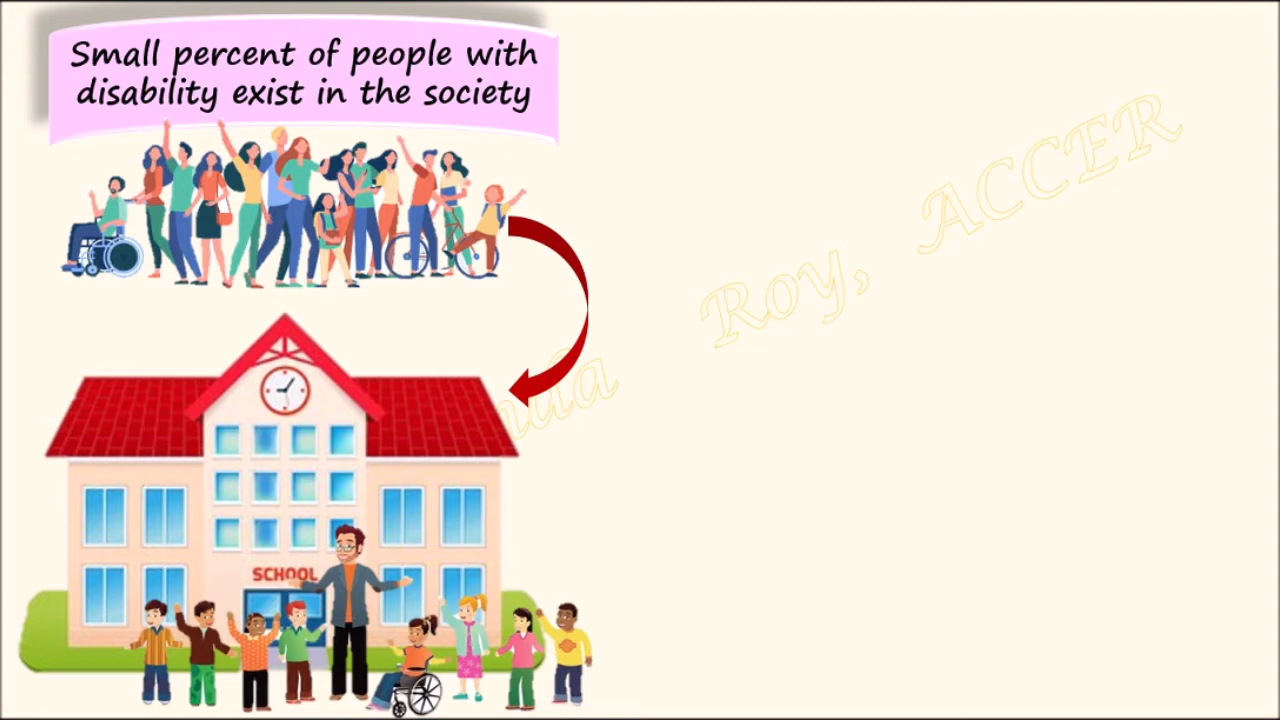 Small percent of people with
disability exist in the society
Roy, ACCER
SCHOOL